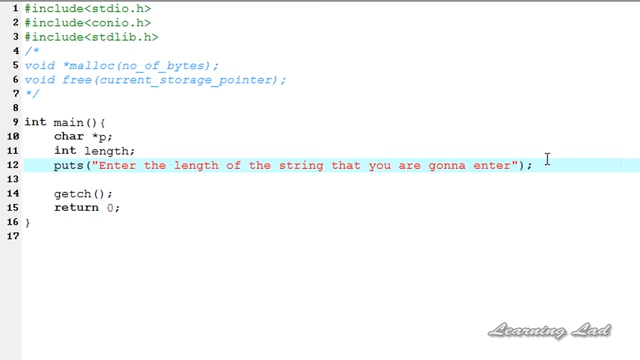 1 #include<stdio.h>
2 #include<conio.h>
3 #include<stdlib.h>
4 /*
5 void *malloc(no_of_bytes);
6 void free(current_storage_pointer);
7 */
8
9 int main(){
10 char *p;
11 int length;
12 puts("Enter the length of the string that you are gonna enter");
13
14 getch();
15 return 0;
16 }
17
Learning Lad